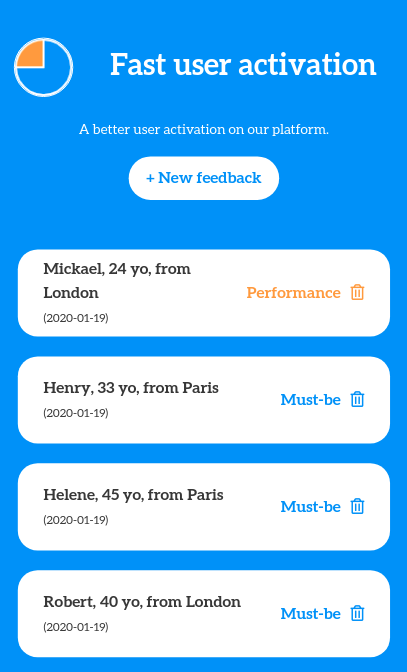 Fast user activation
A better user activation on our platform.
+ New feedback
Mickael, 24 yo, from
London
Performance
(2020-01-19)
Henry, 33 yo, from Paris
Must-be
(2020-01-19)
Helene, 45 yo, from Paris
Must-be
(2020-01-19)
Robert, 40 yo, from London
Must-be
(2020-01-19)